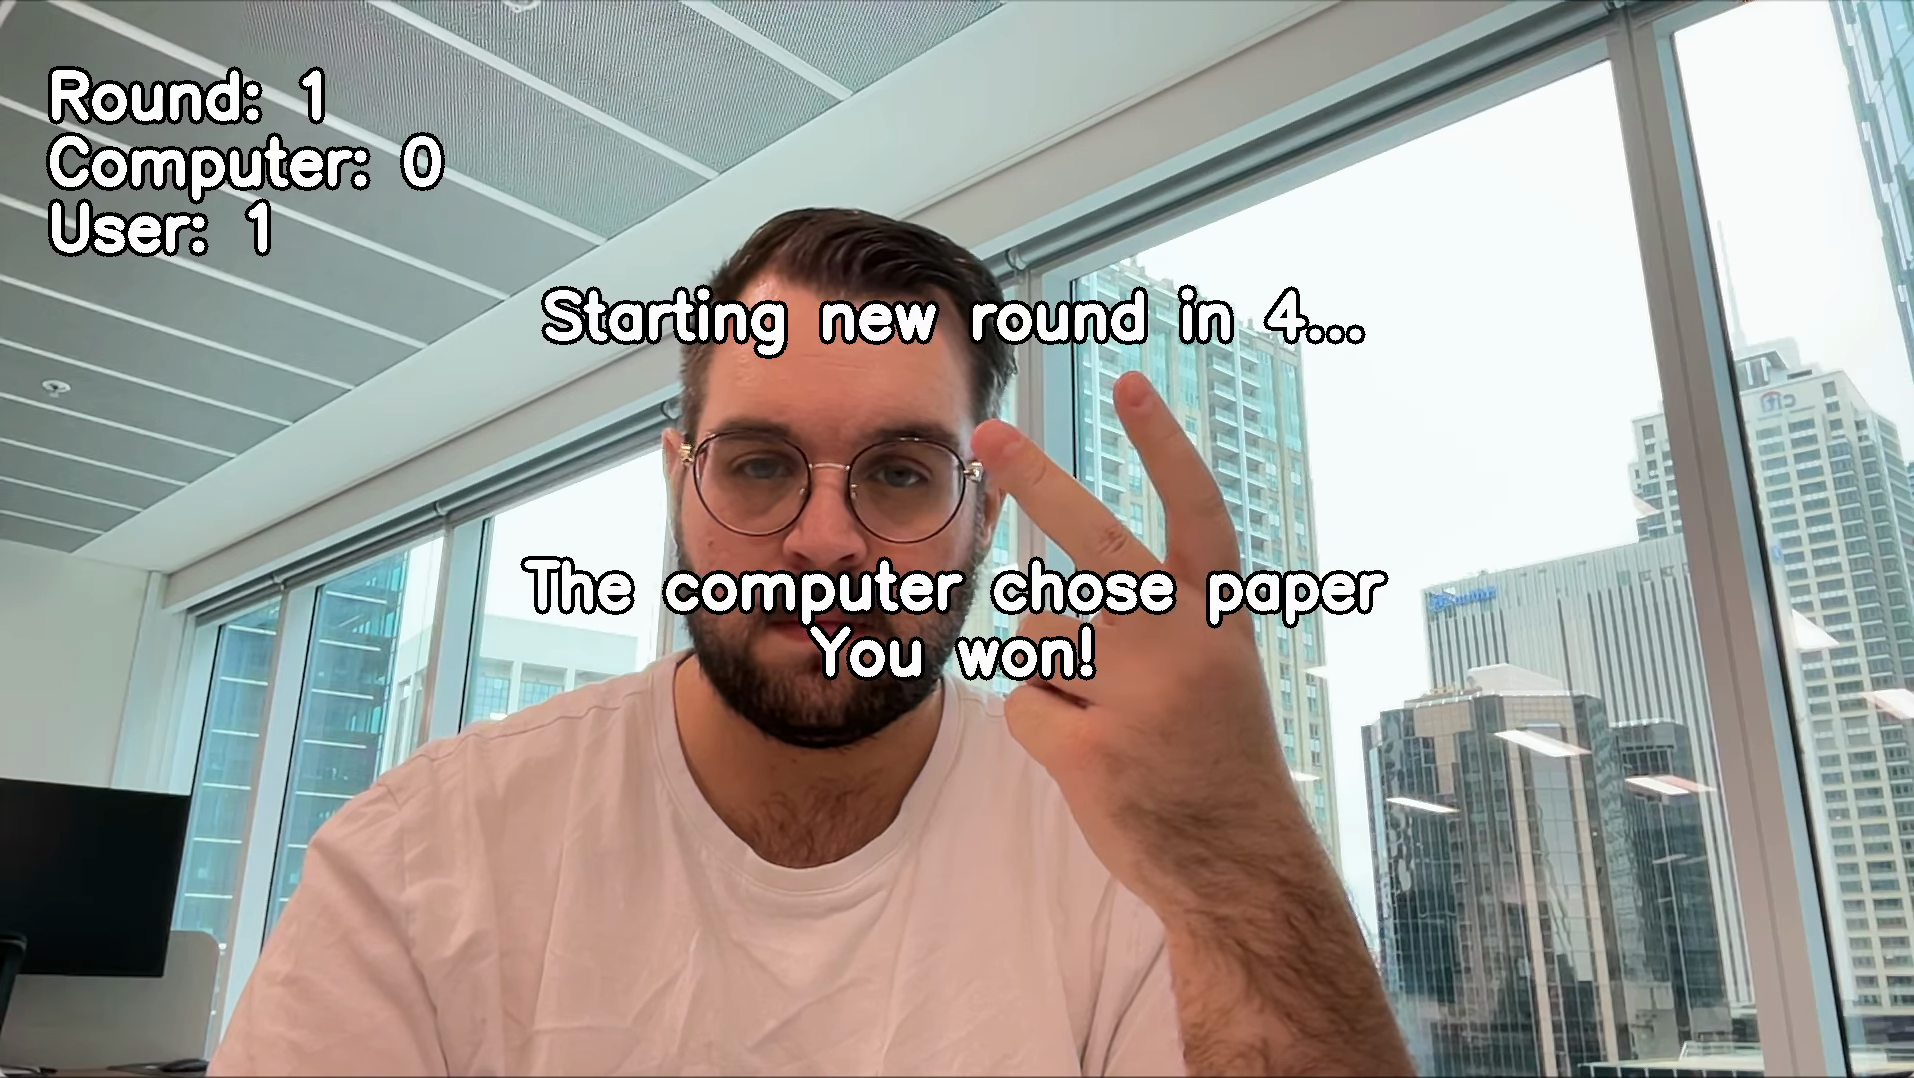 Round: 1
Computer: 0
User: 1
Starting new round in 4...
The computer chose paper
You won!